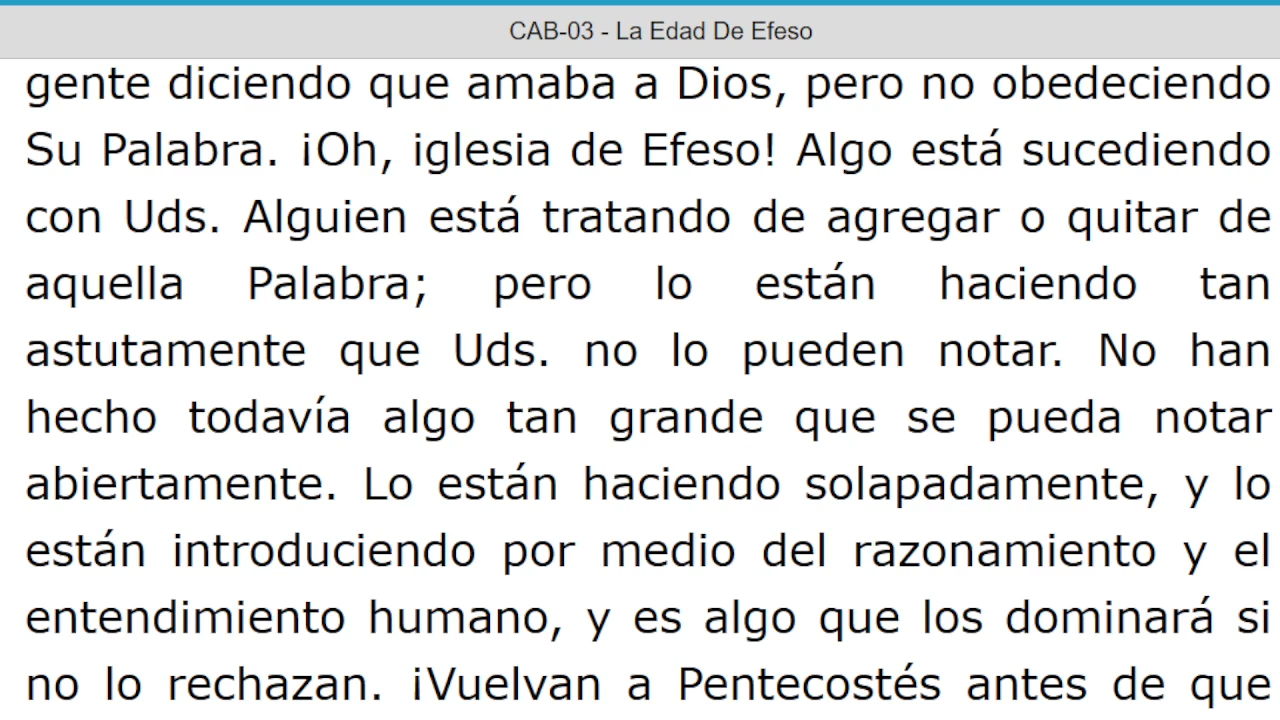 CAB-03 - La Edad De Efeso
gente diciendo que amaba a Dios, pero no obedeciendo
Su Palabra. ¡Oh, iglesia de Efeso! Algo está sucediendo
con Uds. Alguien está tratando de agregar o quitar de
aquella Palabra; pero lo están haciendo tan
astutamente que Uds. no lo pueden notar. No han
hecho todavía algo tan grande que se pueda notar
abiertamente. Lo están haciendo solapadamente, y lo
están introduciendo por medio del razonamiento y el
entendimiento humano, y es algo que los dominará si
no lo rechazan. ¡Vuelvan a Pentecostés antes de que